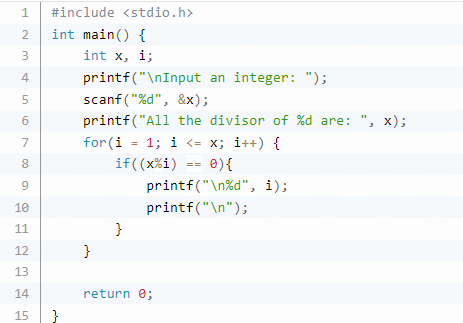 1 #include <stdio.h>
2 int main() {
3     int x, i;
4     printf("\nInput an integer: ");
5     scanf("%d", &x);
6     printf("All the divisor of %d are: ", x);
7     for(i = 1; i <= x; i++) {
8         if((x%i) == 0){
9             printf("\n%d", i);
10             printf("\n");
11         }
12     }
13
14     return 0;
15 }